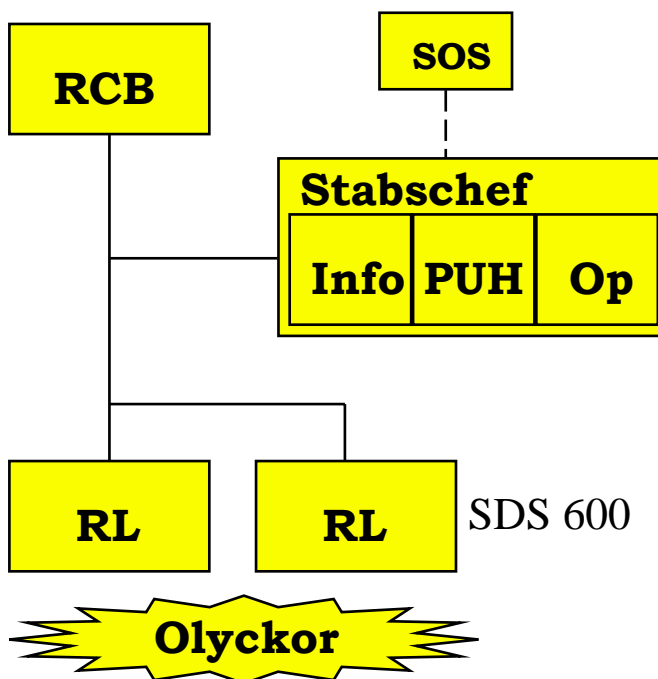 RCB
SOS
Stabschef
Info PUH Op
RL RL SDS 600
Olyckor